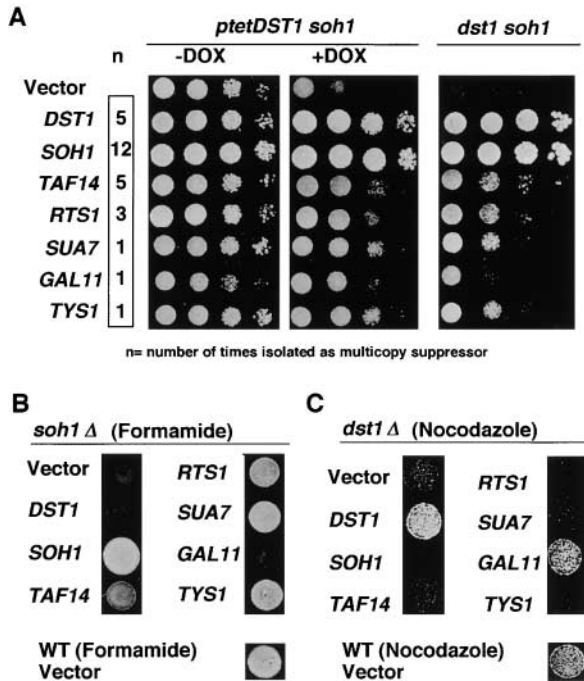 A
ptetDST1 soh1
dst1 soh1
n
-DOX
+DOX
Vector
DST1 5
SOH1 12
TAF14 5
RTS1 3
SUA7 1
GAL11 1
TYS1 1
n= number of times isolated as multicopy suppressor
B
soh1 Δ (Formamide)
Vector
DST1
SOH1
TAF14
RTS1
SUA7
GAL11
TYS1
WT (Formamide)
Vector
C
dst1 Δ (Nocodazole)
Vector
DST1
SOH1
TAF14
RTS1
SUA7
GAL11
TYS1
WT (Nocodazole)
Vector